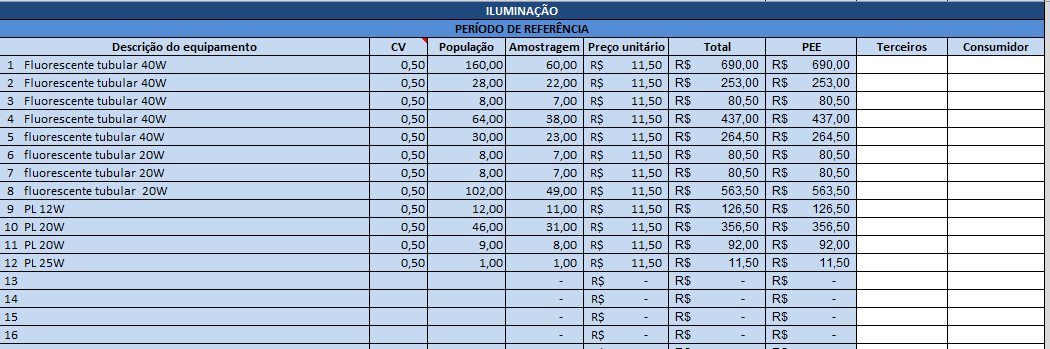 ILUMINAÇÃO
PERÍODO DE REFERÊNCIA
Descrição do equipamento CV População Amostragem Preço unitário Total PEE Terceiros Consumidor
1 Fluorescente tubular 40W 0,50 160,00 60,00 R$ 11,50 R$ 690,00 R$ 690,00
2 Fluorescente tubular 40W 0,50 28,00 22,00 R$ 11,50 R$ 253,00 R$ 253,00
3 Fluorescente tubular 40W 0,50 8,00 7,00 R$ 11,50 R$ 80,50 R$ 80,50
4 Fluorescente tubular 40W 0,50 64,00 38,00 R$ 11,50 R$ 437,00 R$ 437,00
5 fluorescente tubular 40W 0,50 30,00 23,00 R$ 11,50 R$ 264,50 R$ 264,50
6 fluorescente tubular 20W 0,50 8,00 7,00 R$ 11,50 R$ 80,50 R$ 80,50
7 fluorescente tubular 20W 0,50 8,00 7,00 R$ 11,50 R$ 80,50 R$ 80,50
8 fluorescente tubular 20W 0,50 102,00 49,00 R$ 11,50 R$ 563,50 R$ 563,50
9 PL 12W 0,50 12,00 11,00 R$ 11,50 R$ 126,50 R$ 126,50
10 PL 20W 0,50 46,00 31,00 R$ 11,50 R$ 356,50 R$ 356,50
11 PL 20W 0,50 9,00 8,00 R$ 11,50 R$ 92,00 R$ 92,00
12 PL 25W 0,50 1,00 1,00 R$ 11,50 R$ 11,50 R$ 11,50
13 - R$ - R$ - R$ -
14 - R$ - R$ - R$ -
15 - R$ - R$ - R$ -
16 - R$ - R$ - R$ -